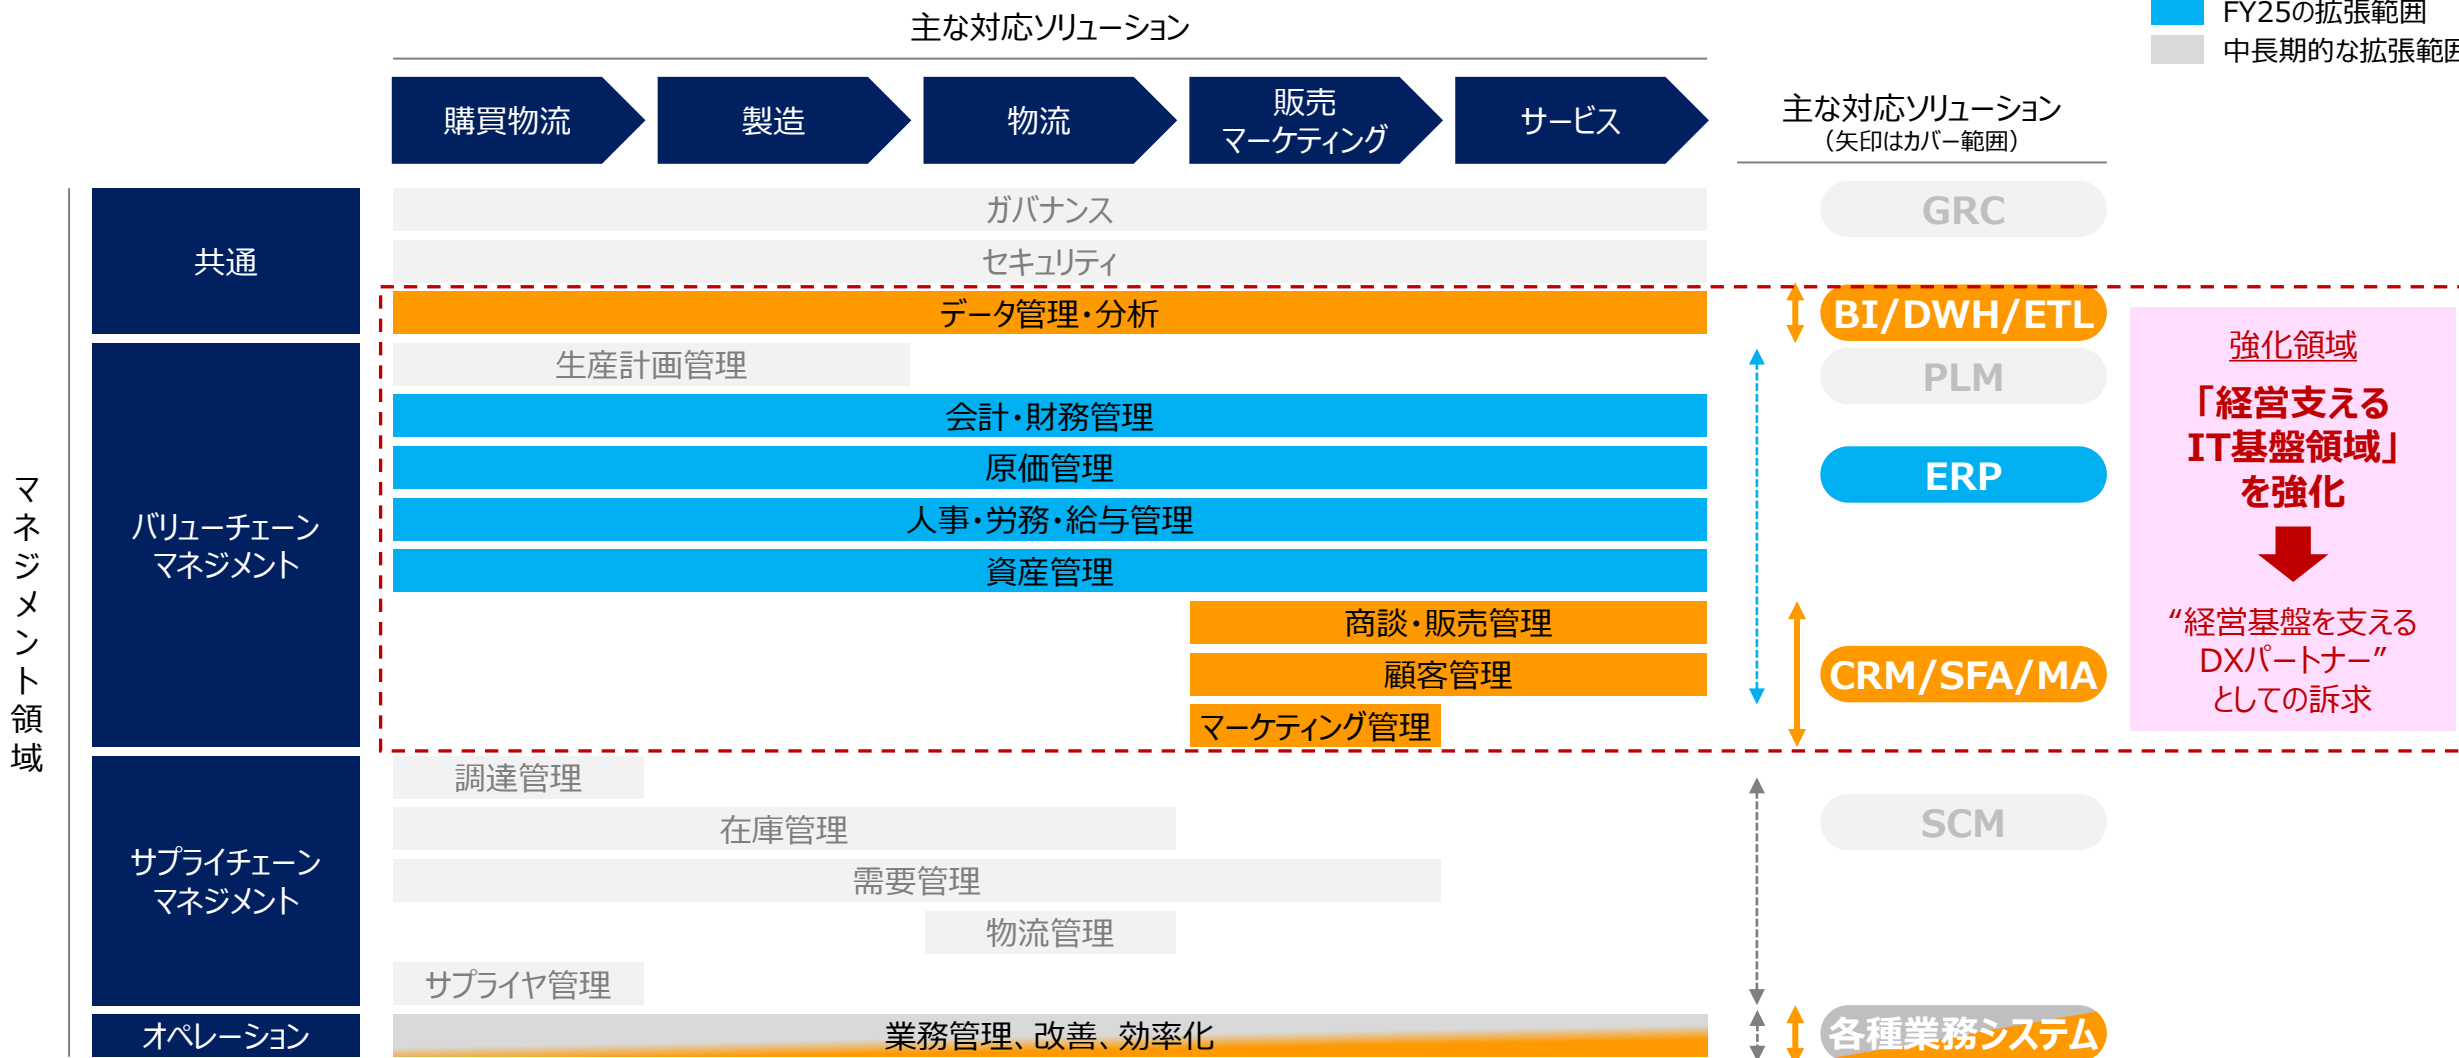 主な対応ソリューション
FY25の拡張範囲
中長期的な拡張範囲
購買物流
製造
物流
販売
マーケティング
サービス
主な対応ソリューション
（矢印はカバー範囲）
マネジメント領域
共通
ガバナンス
GRC
セキュリティ
データ管理・分析
BI/DWH/ETL
バリューチェーン
マネジメント
生産計画管理
PLM
会計・財務管理
原価管理
ERP
人事・労務・給与管理
資産管理
商談・販売管理
顧客管理
CRM/SFA/MA
マーケティング管理
強化領域
「経営支える
IT基盤領域」
を強化
“経営基盤を支える
DXパートナー”
としての訴求
サプライチェーン
マネジメント
調達管理
在庫管理
SCM
需要管理
物流管理
サプライヤ管理
オペレーション
業務管理、改善、効率化
各種業務システム